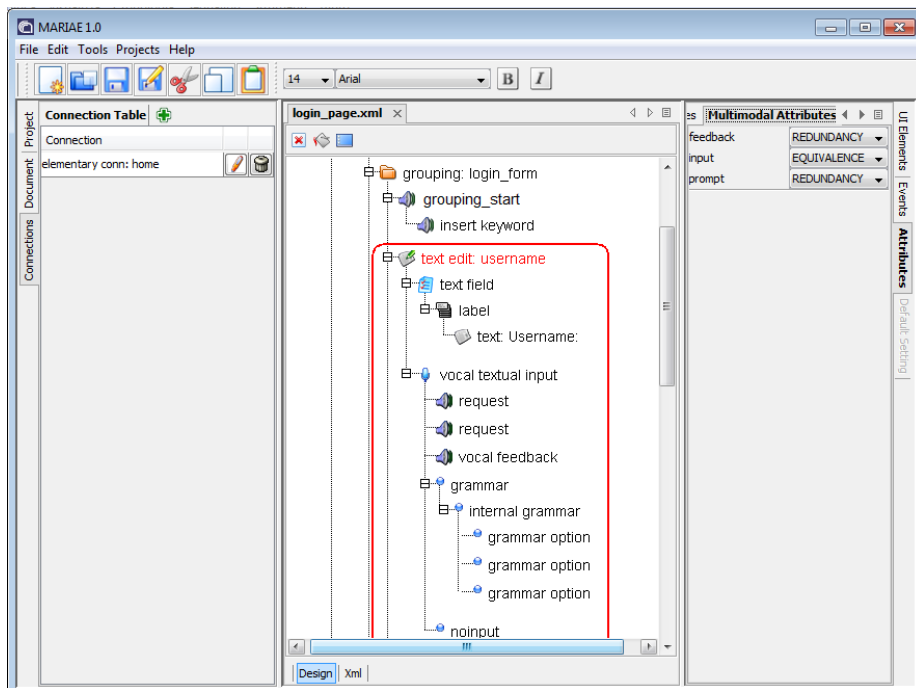 MARIAE 1.0
File Edit Tools Projects Help
14 Arial B I
Project
Document
Connections
Connection Table
Connection
elementary conn: home
login_page.xml
grouping: login_form
grouping_start
insert keyword
text edit: username
text field
label
text: Username:
vocal textual input
request
request
vocal feedback
grammar
internal grammar
grammar option
grammar option
grammar option
noinput
Design Xml
es Multimodal Attributes
feedback REDUNDANCY
input EQUIVALENCE
prompt REDUNDANCY
UI Elements
Events
Attributes
Default Setting